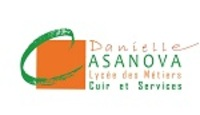 Danielle
CASANOVA
Lycée des Métiers
Cuir et Services